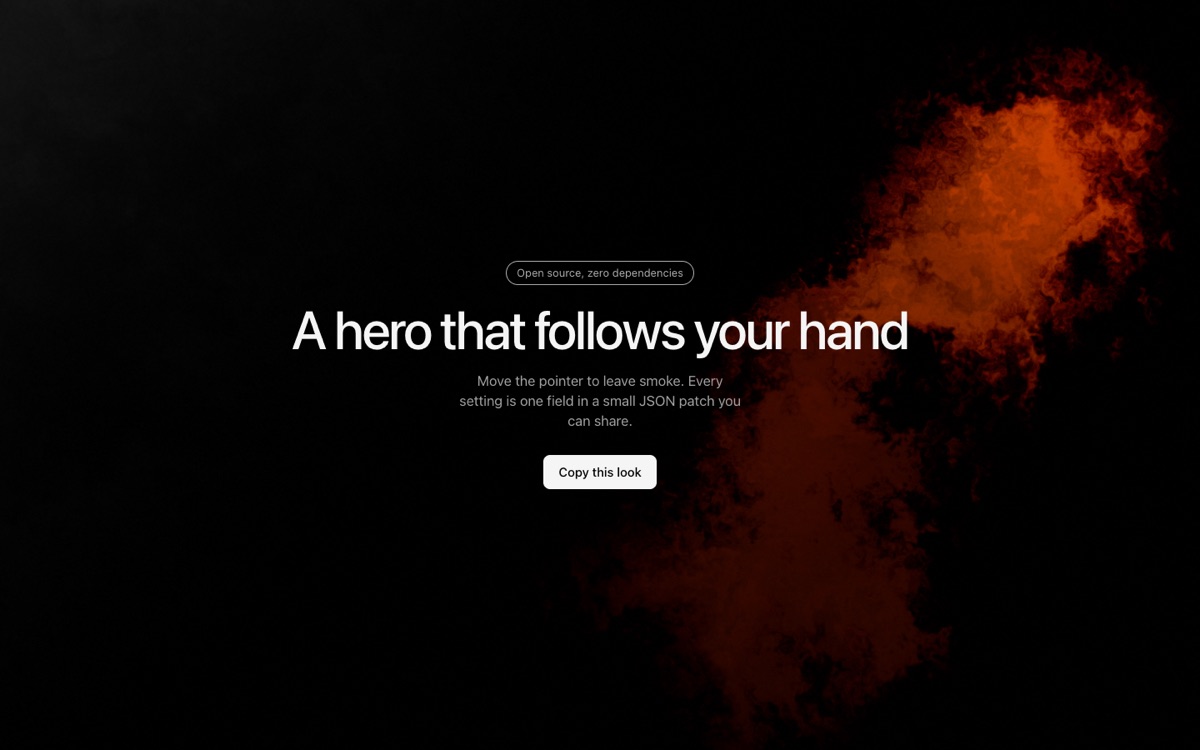 Open source, zero dependencies
A hero that follows your hand
Move the pointer to leave smoke. Every
setting is one field in a small JSON patch you
can share.
Copy this look